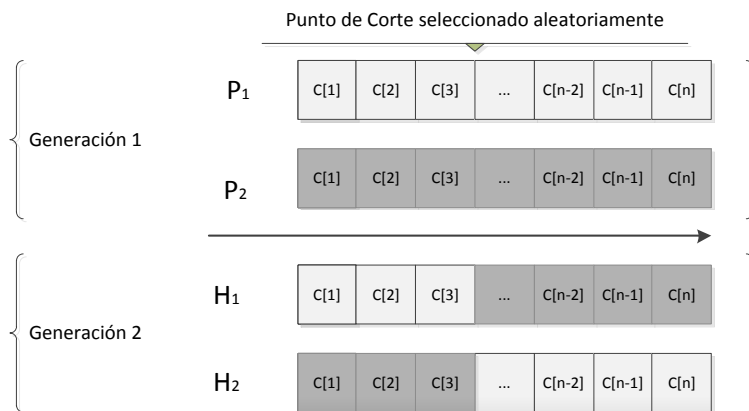 Punto de Corte seleccionado aleatoriamente
P1 C[1] C[2] C[3] ... C[n-2] C[n-1] C[n]
Generación 1
P2 C[1] C[2] C[3] ... C[n-2] C[n-1] C[n]
H1 C[1] C[2] C[3] ... C[n-2] C[n-1] C[n]
Generación 2
H2 C[1] C[2] C[3] ... C[n-2] C[n-1] C[n]